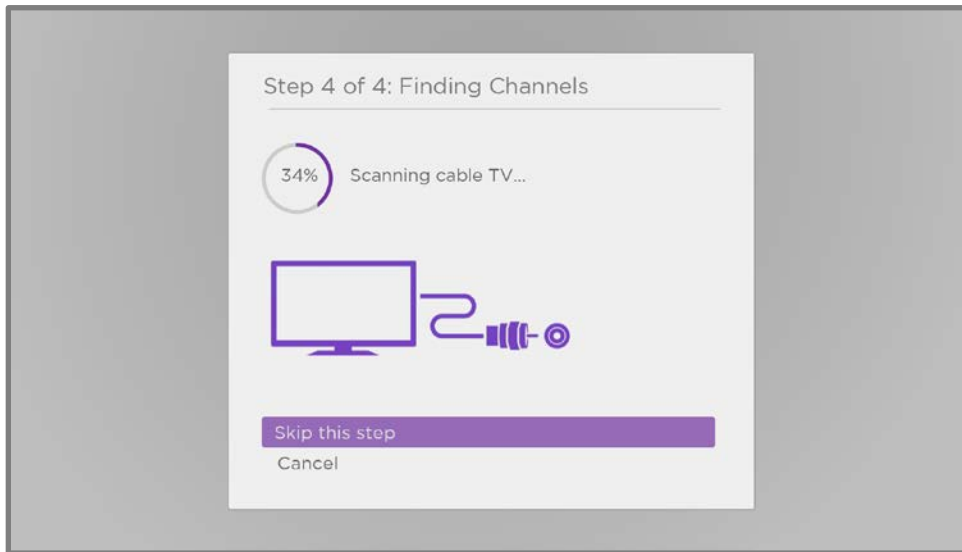 Step 4 of 4: Finding Channels
34%
Scanning cable TV...
Skip this step
Cancel